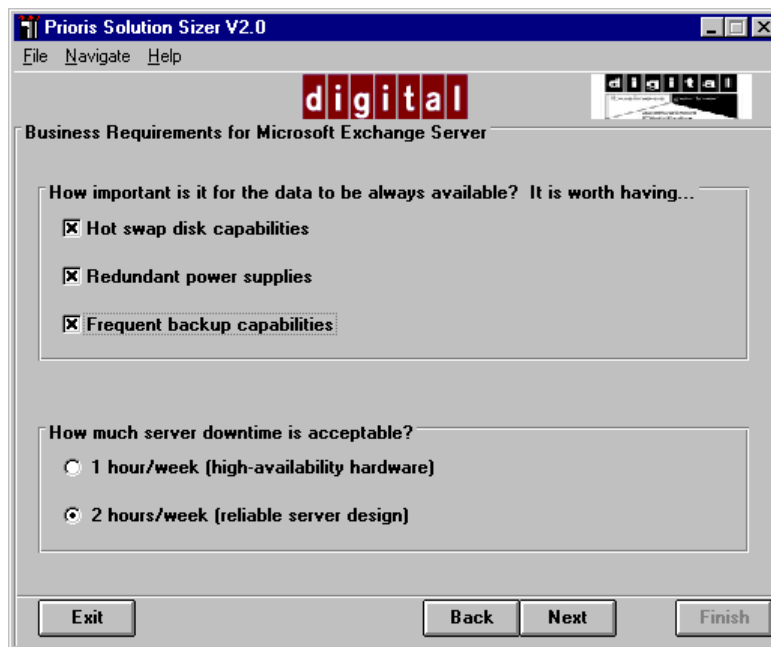 Prioris Solution Sizer V2.0
File Navigate Help
digital
digital
Business Requirements for Microsoft Exchange Server
How important is it for the data to be always available? It is worth having...
Hot swap disk capabilities
Redundant power supplies
Frequent backup capabilities
How much server downtime is acceptable?
1 hour/week (high-availability hardware)
2 hours/week (reliable server design)
Exit Back Next Finish